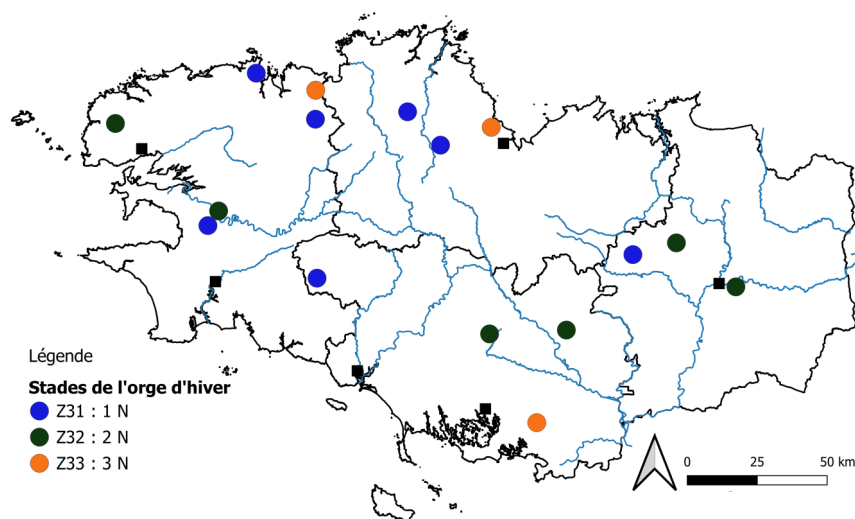 Légende
Stades de l'orge d'hiver
Z31 : 1 N
Z32 : 2 N
Z33 : 3 N
0 25 50 km